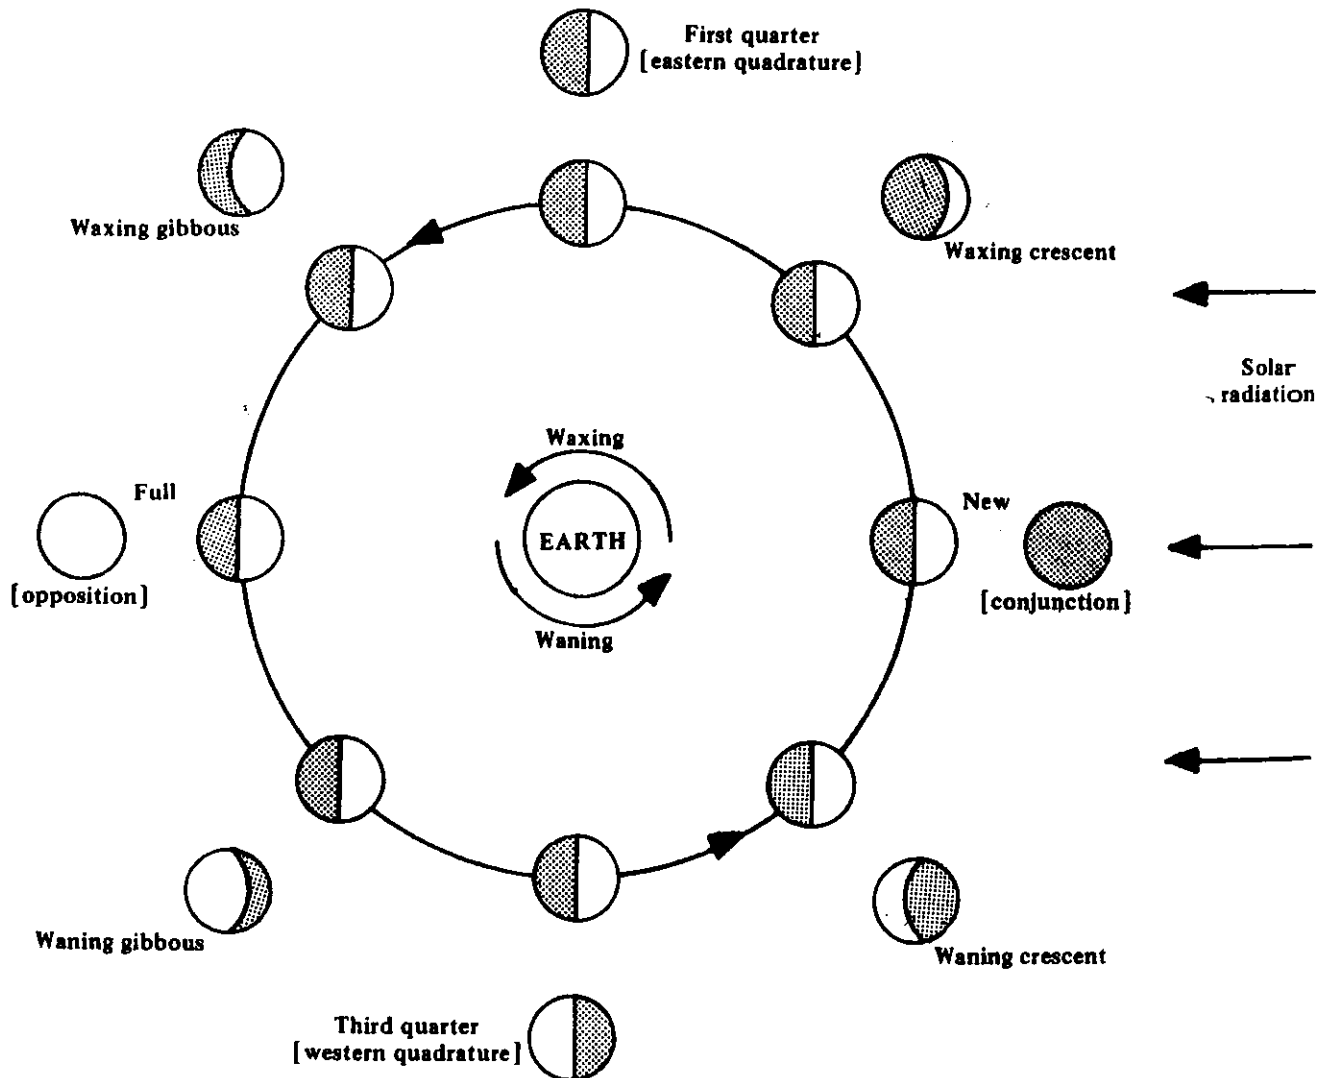 First quarter
[eastern quadrature]
Waxing gibbous
Waxing crescent
Solar
radiation
Waxing
Full
New
EARTH
[opposition]
[conjunction]
Waning
Waning gibbous
Waning crescent
Third quarter
[western quadrature]